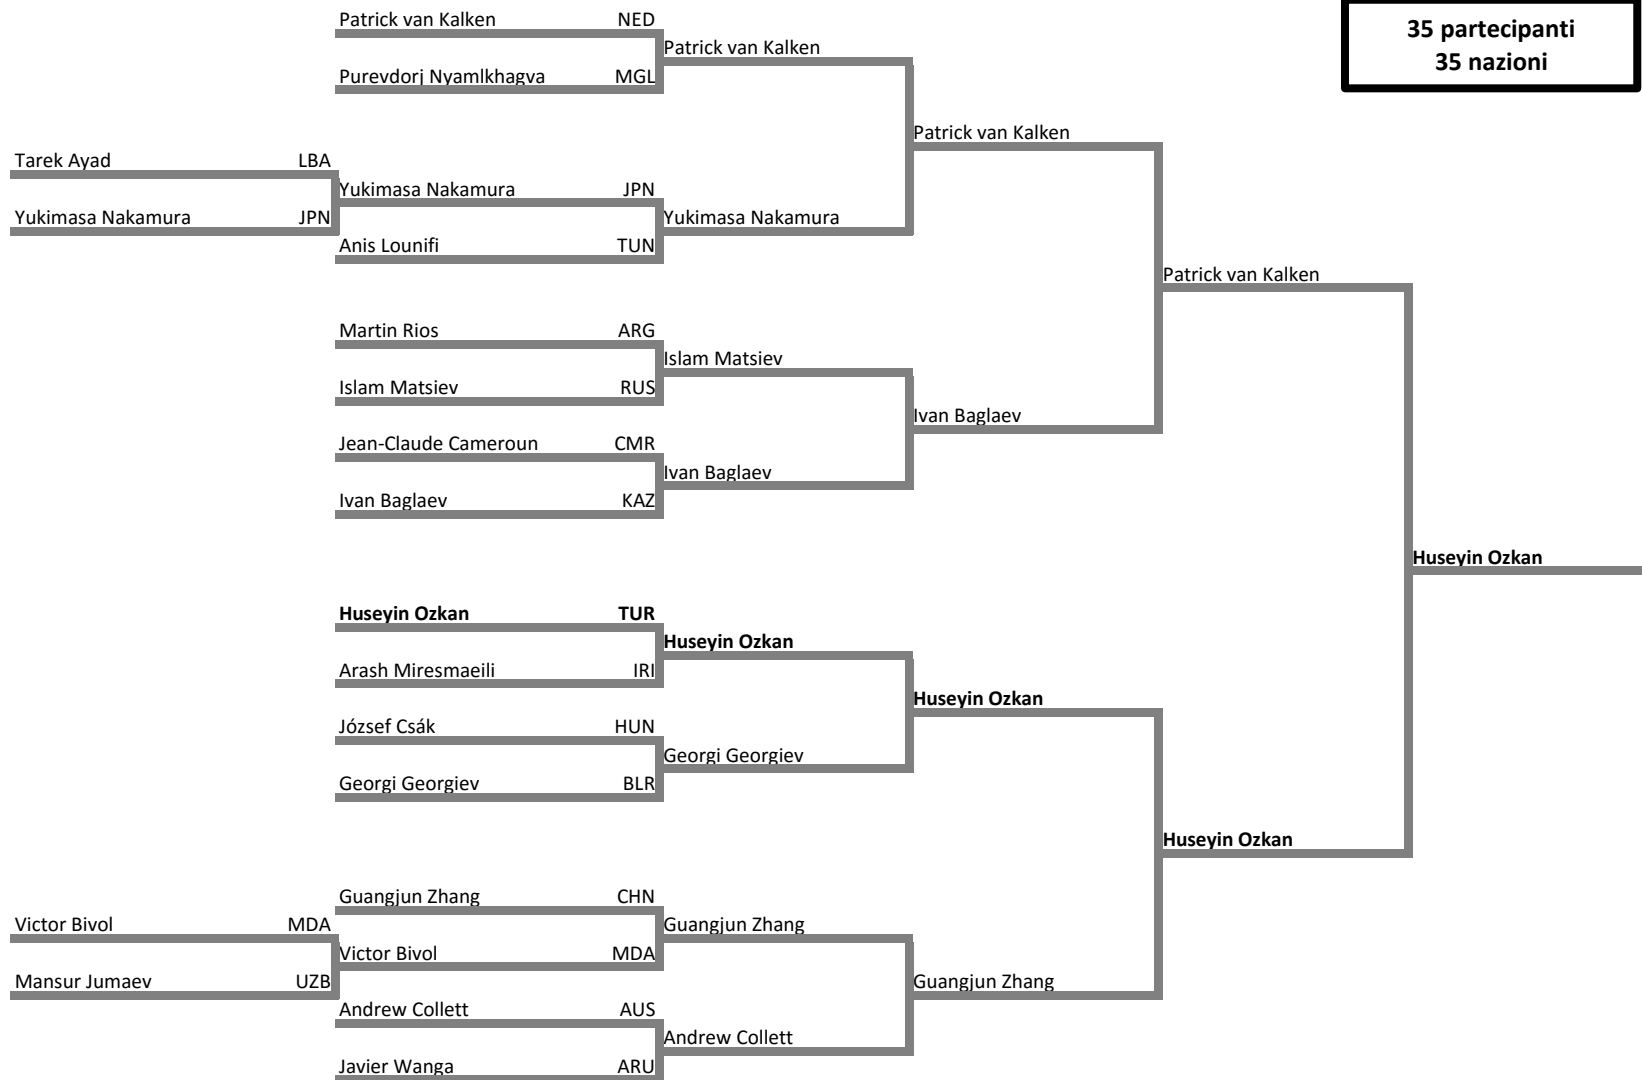 Patrick van Kalken NED
35 partecipanti
35 nazioni
Patrick van Kalken
Purevdorj Nyamlkhagva MGL
Patrick van Kalken
Tarek Ayad LBA
Yukimasa Nakamura JPN
Yukimasa Nakamura JPN
Yukimasa Nakamura
Anis Lounifi TUN
Patrick van Kalken
Martin Rios ARG
Islam Matsiev
Islam Matsiev RUS
Ivan Baglaev
Jean-Claude Cameroun CMR
Ivan Baglaev
Ivan Baglaev KAZ
Huseyin Ozkan
Huseyin Ozkan TUR
Huseyin Ozkan
Arash Miresmaeili IRI
Huseyin Ozkan
József Csák HUN
Georgi Georgiev
Georgi Georgiev BLR
Huseyin Ozkan
Guangjun Zhang CHN
Victor Bivol MDA
Guangjun Zhang
Victor Bivol MDA
Mansur Jumaev UZB
Guangjun Zhang
Andrew Collett AUS
Andrew Collett
Javier Wanga ARU